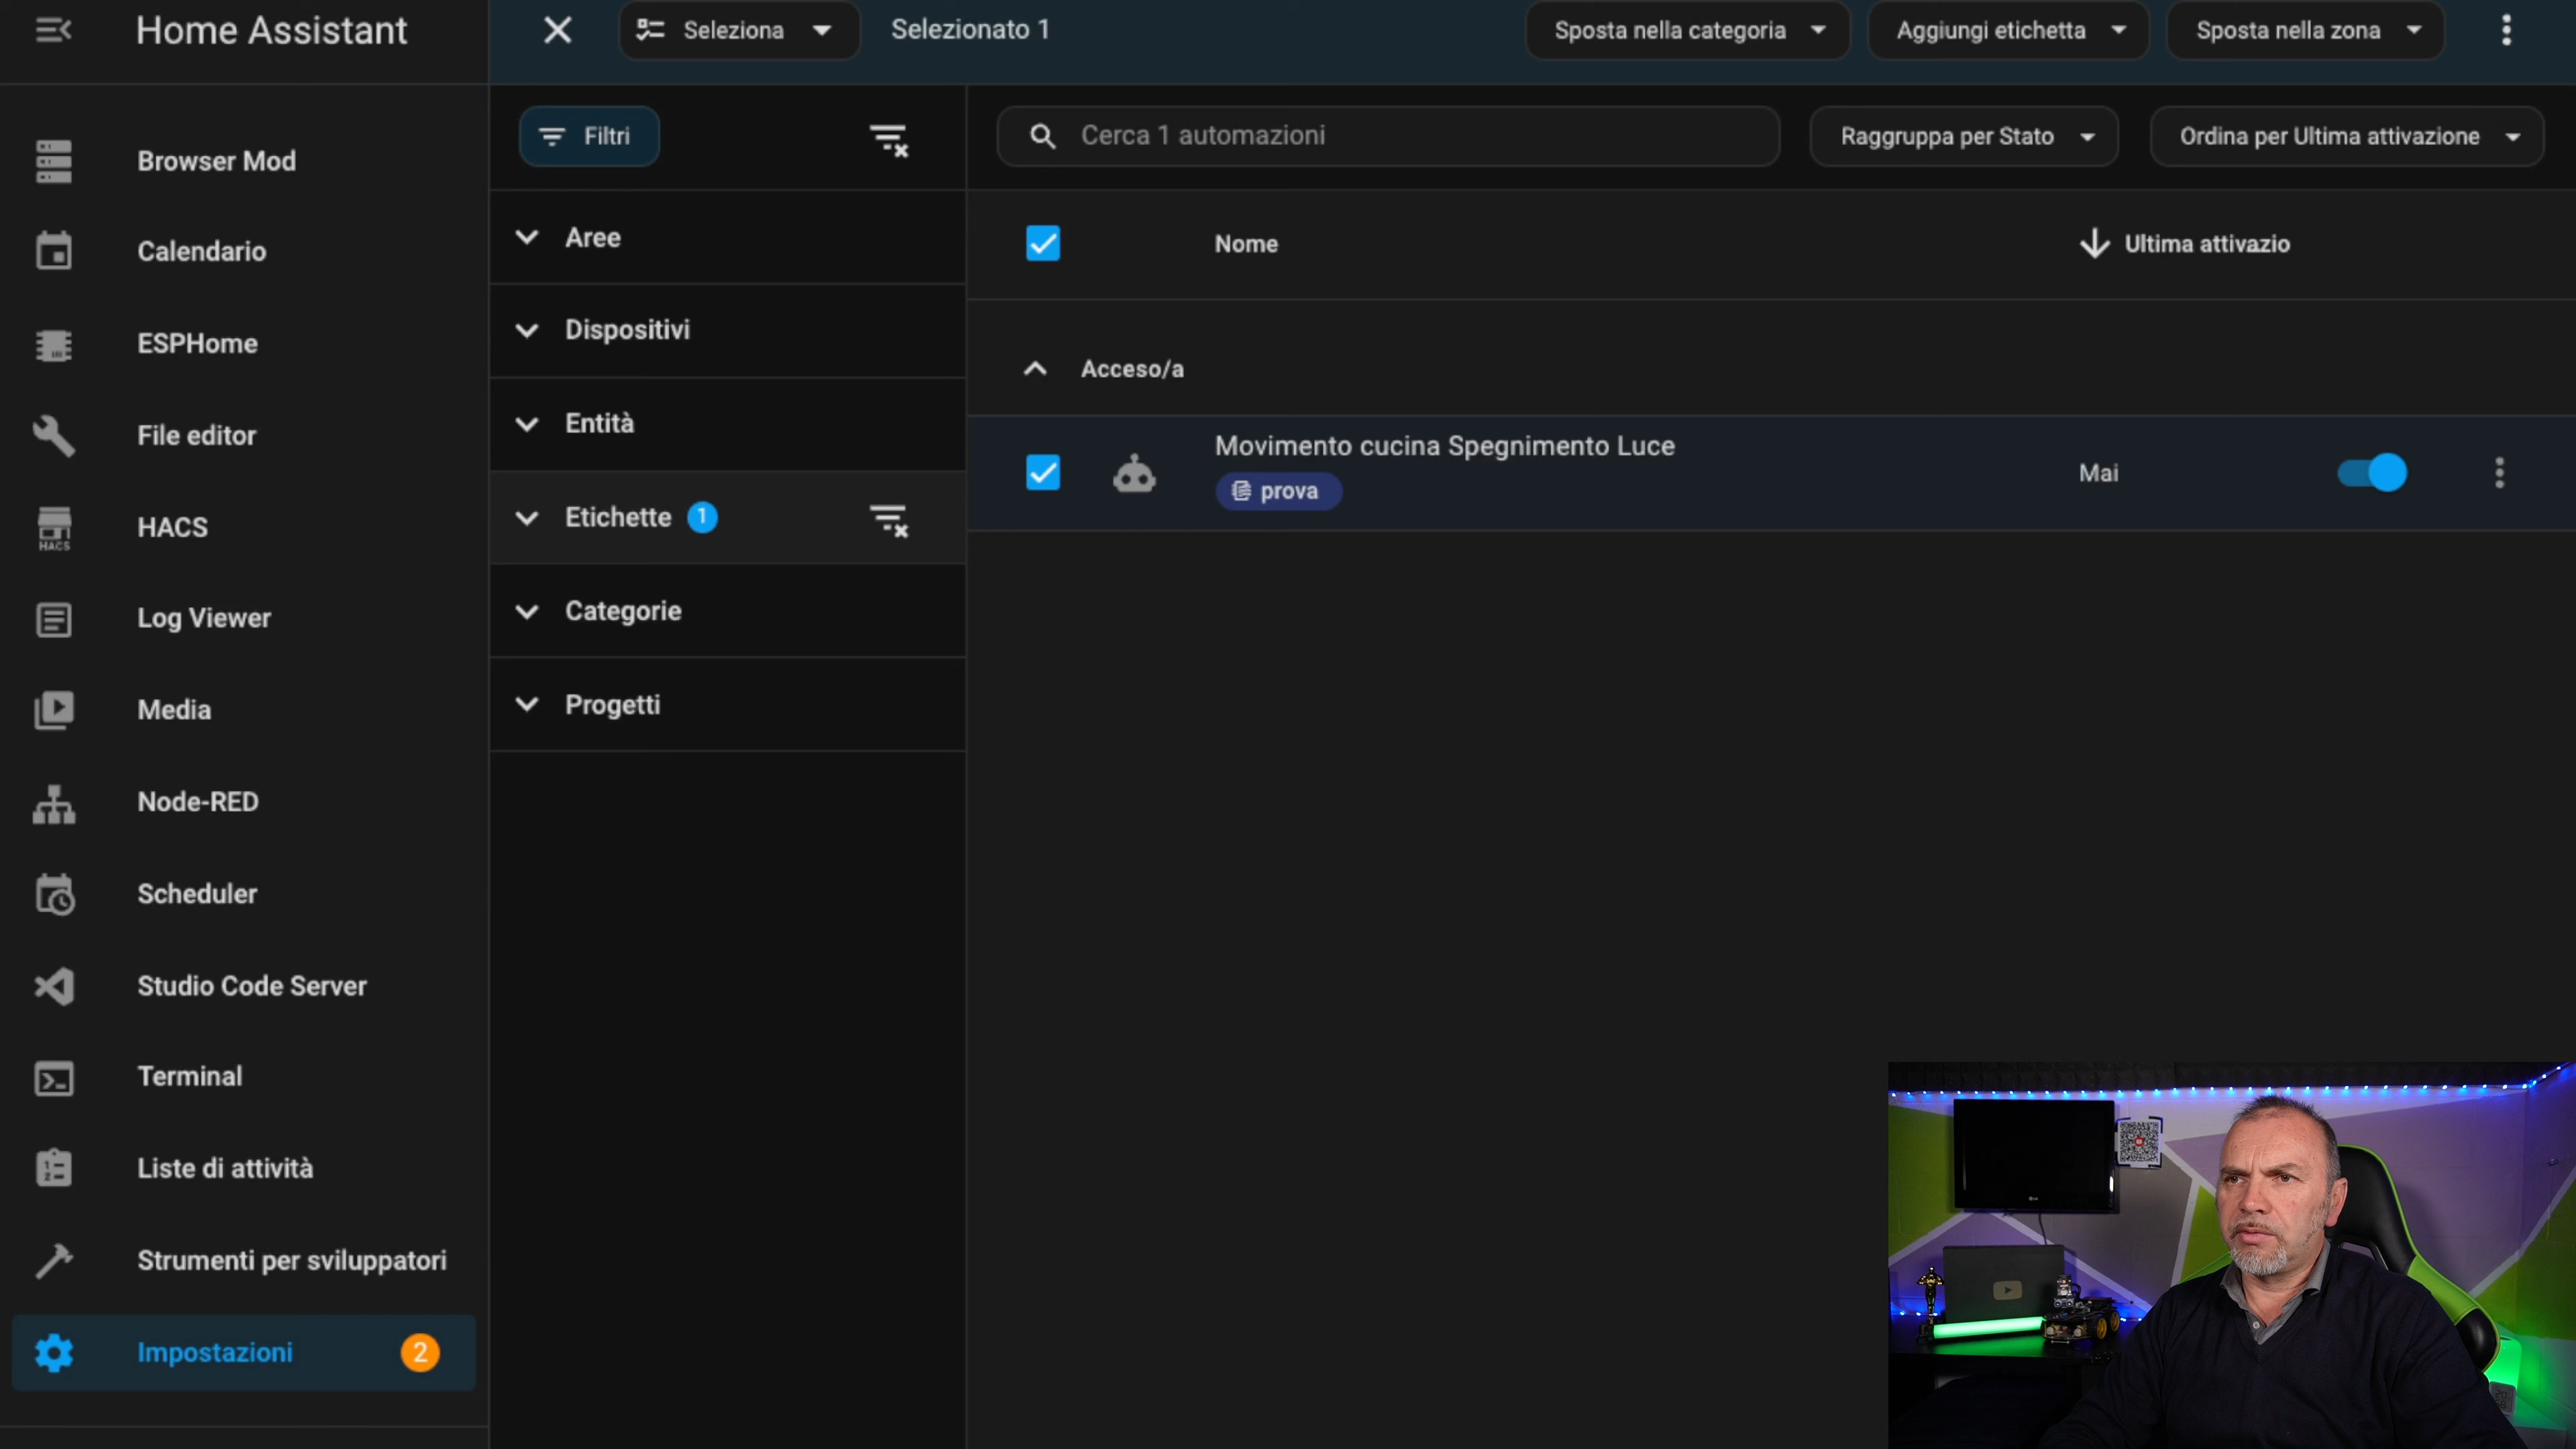 Home Assistant
Seleziona
Selezionato 1
Sposta nella categoria
Aggiungi etichetta
Sposta nella zona
Browser Mod
Calendario
ESPHome
File editor
HACS
HACS
Log Viewer
Media
Node-RED
Scheduler
Studio Code Server
Terminal
Liste di attività
Strumenti per sviluppatori
Impostazioni 2
Filtri
Aree
Dispositivi
Entità
Etichette 1
Categorie
Progetti
Cerca 1 automazioni
Raggruppa per Stato
Ordina per Ultima attivazione
Nome
Ultima attivazio
Acceso/a
Movimento cucina Spegnimento Luce
prova
Mai